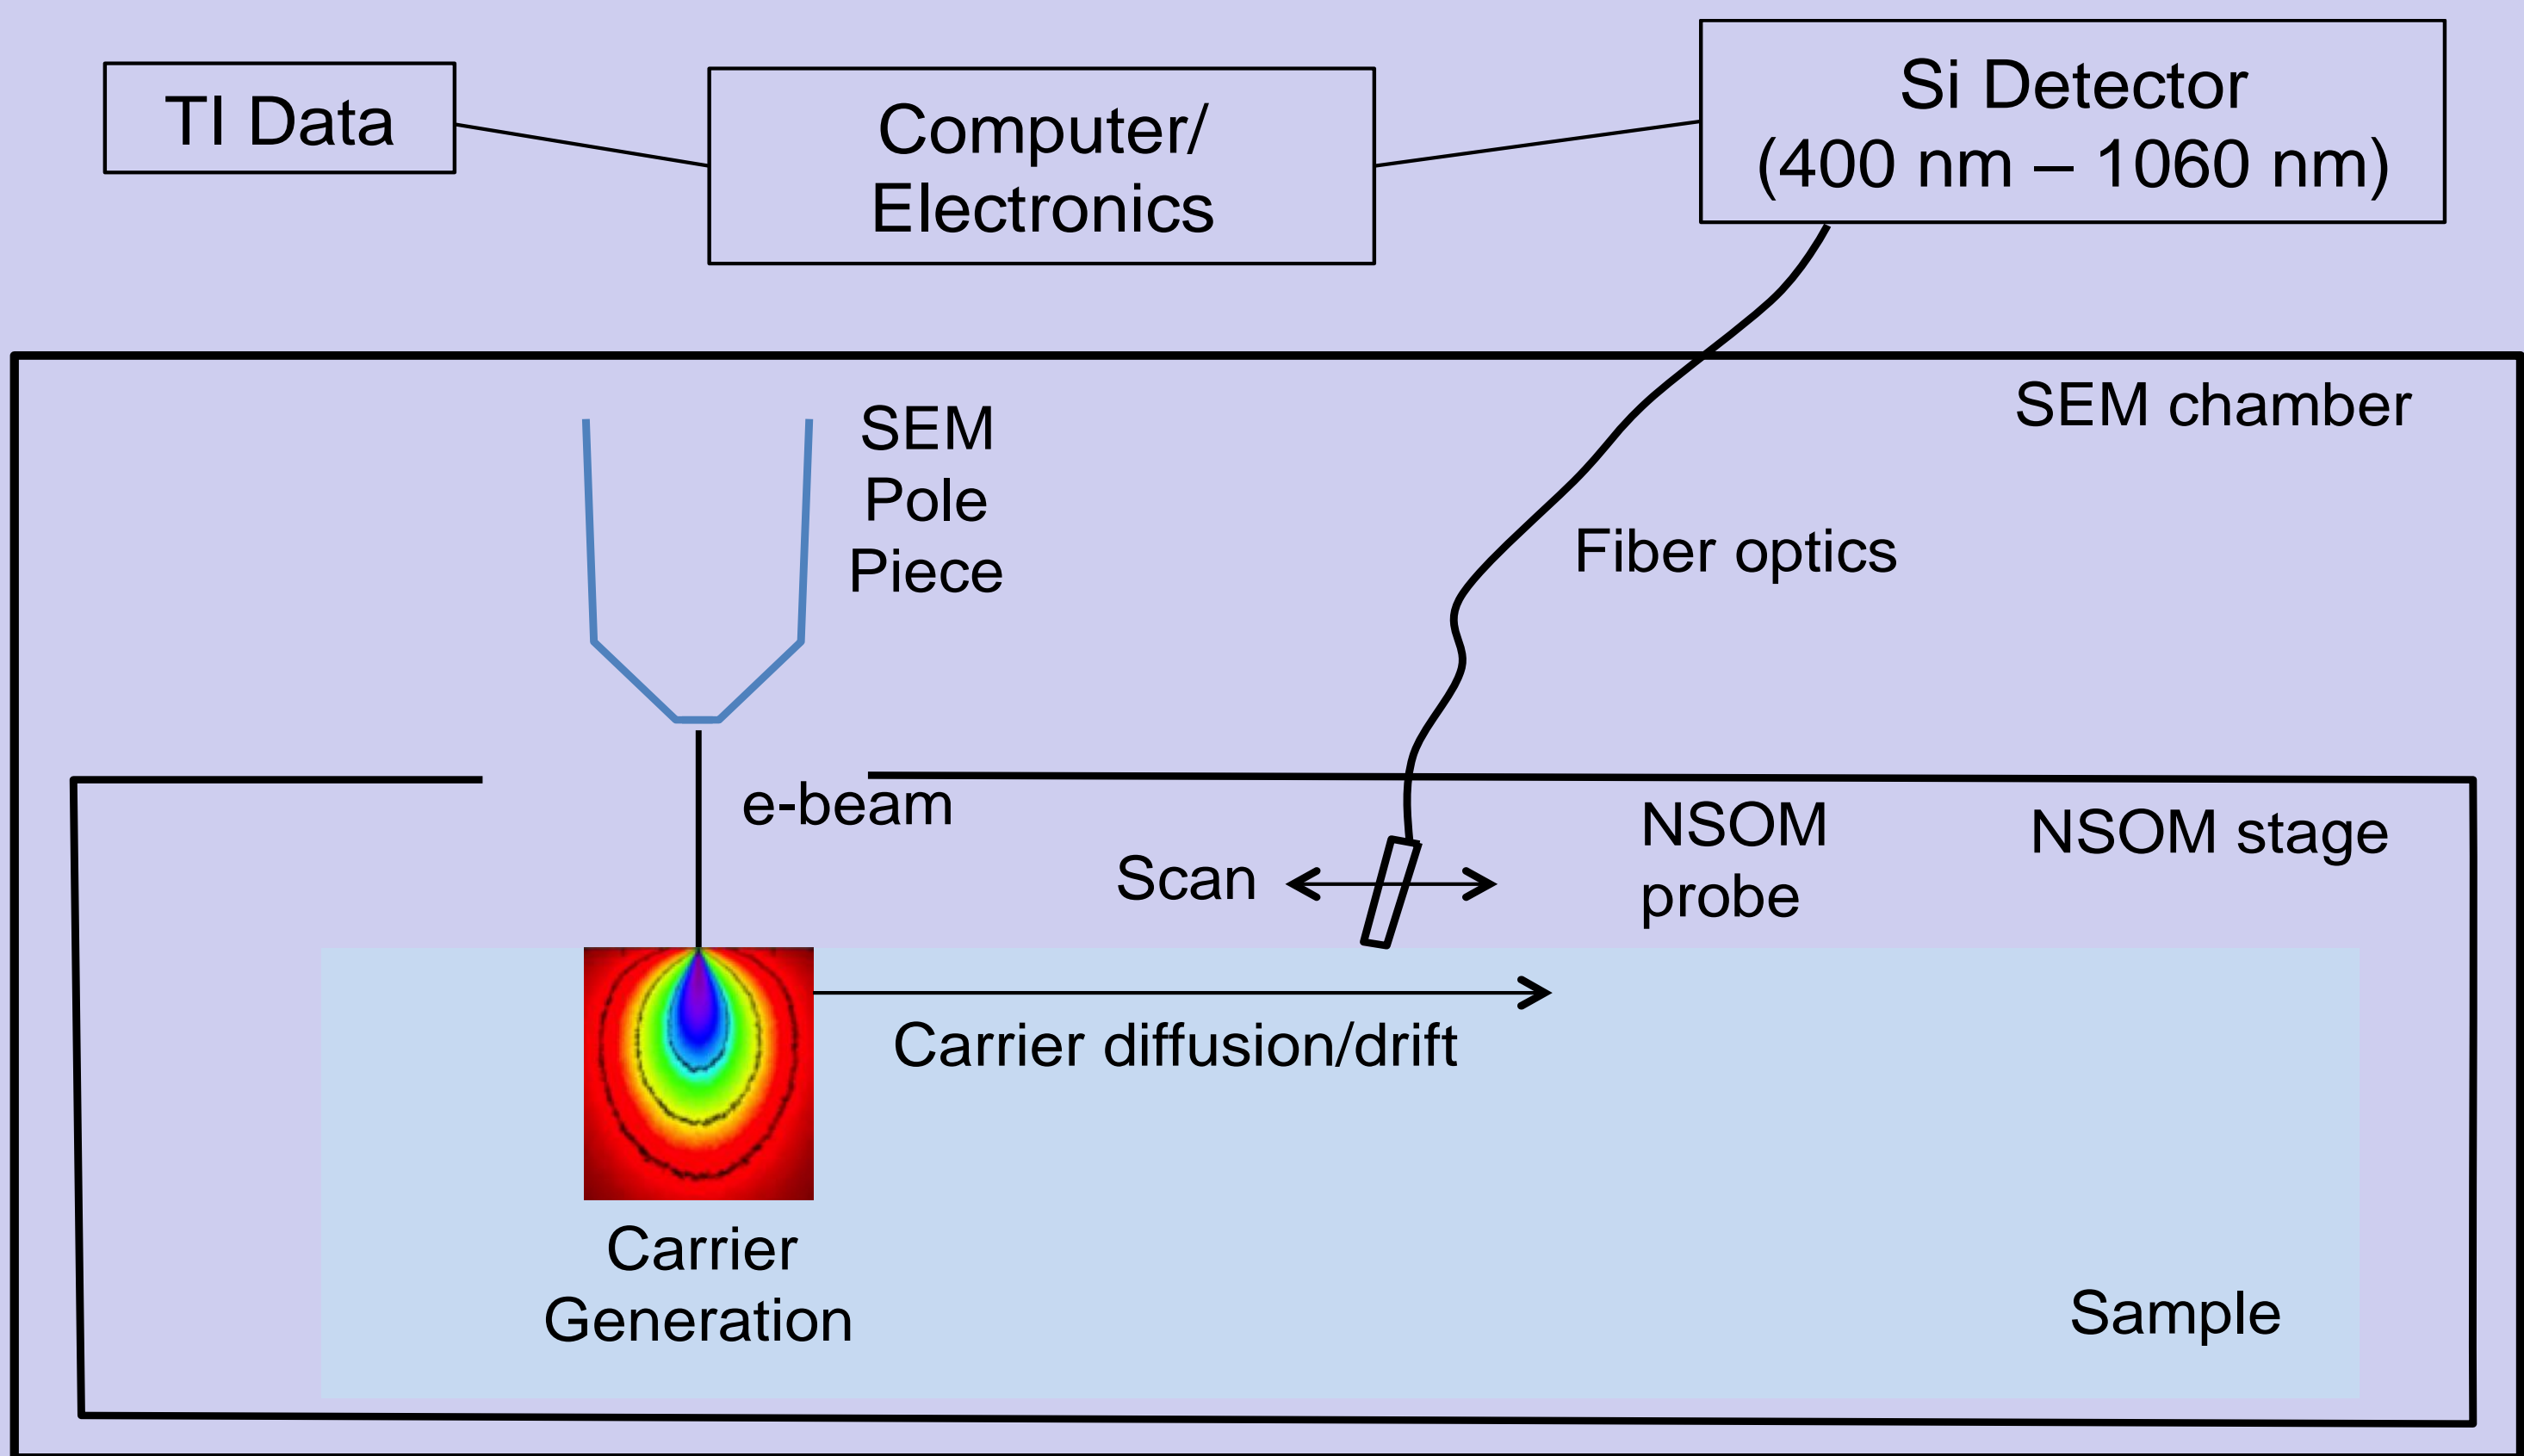 TI Data
Computer/
Electronics
Si Detector
(400 nm – 1060 nm)
SEM chamber
SEM
Pole
Piece
Fiber optics
e-beam
Scan
NSOM
probe
NSOM stage
Carrier diffusion/drift
Carrier
Generation
Sample